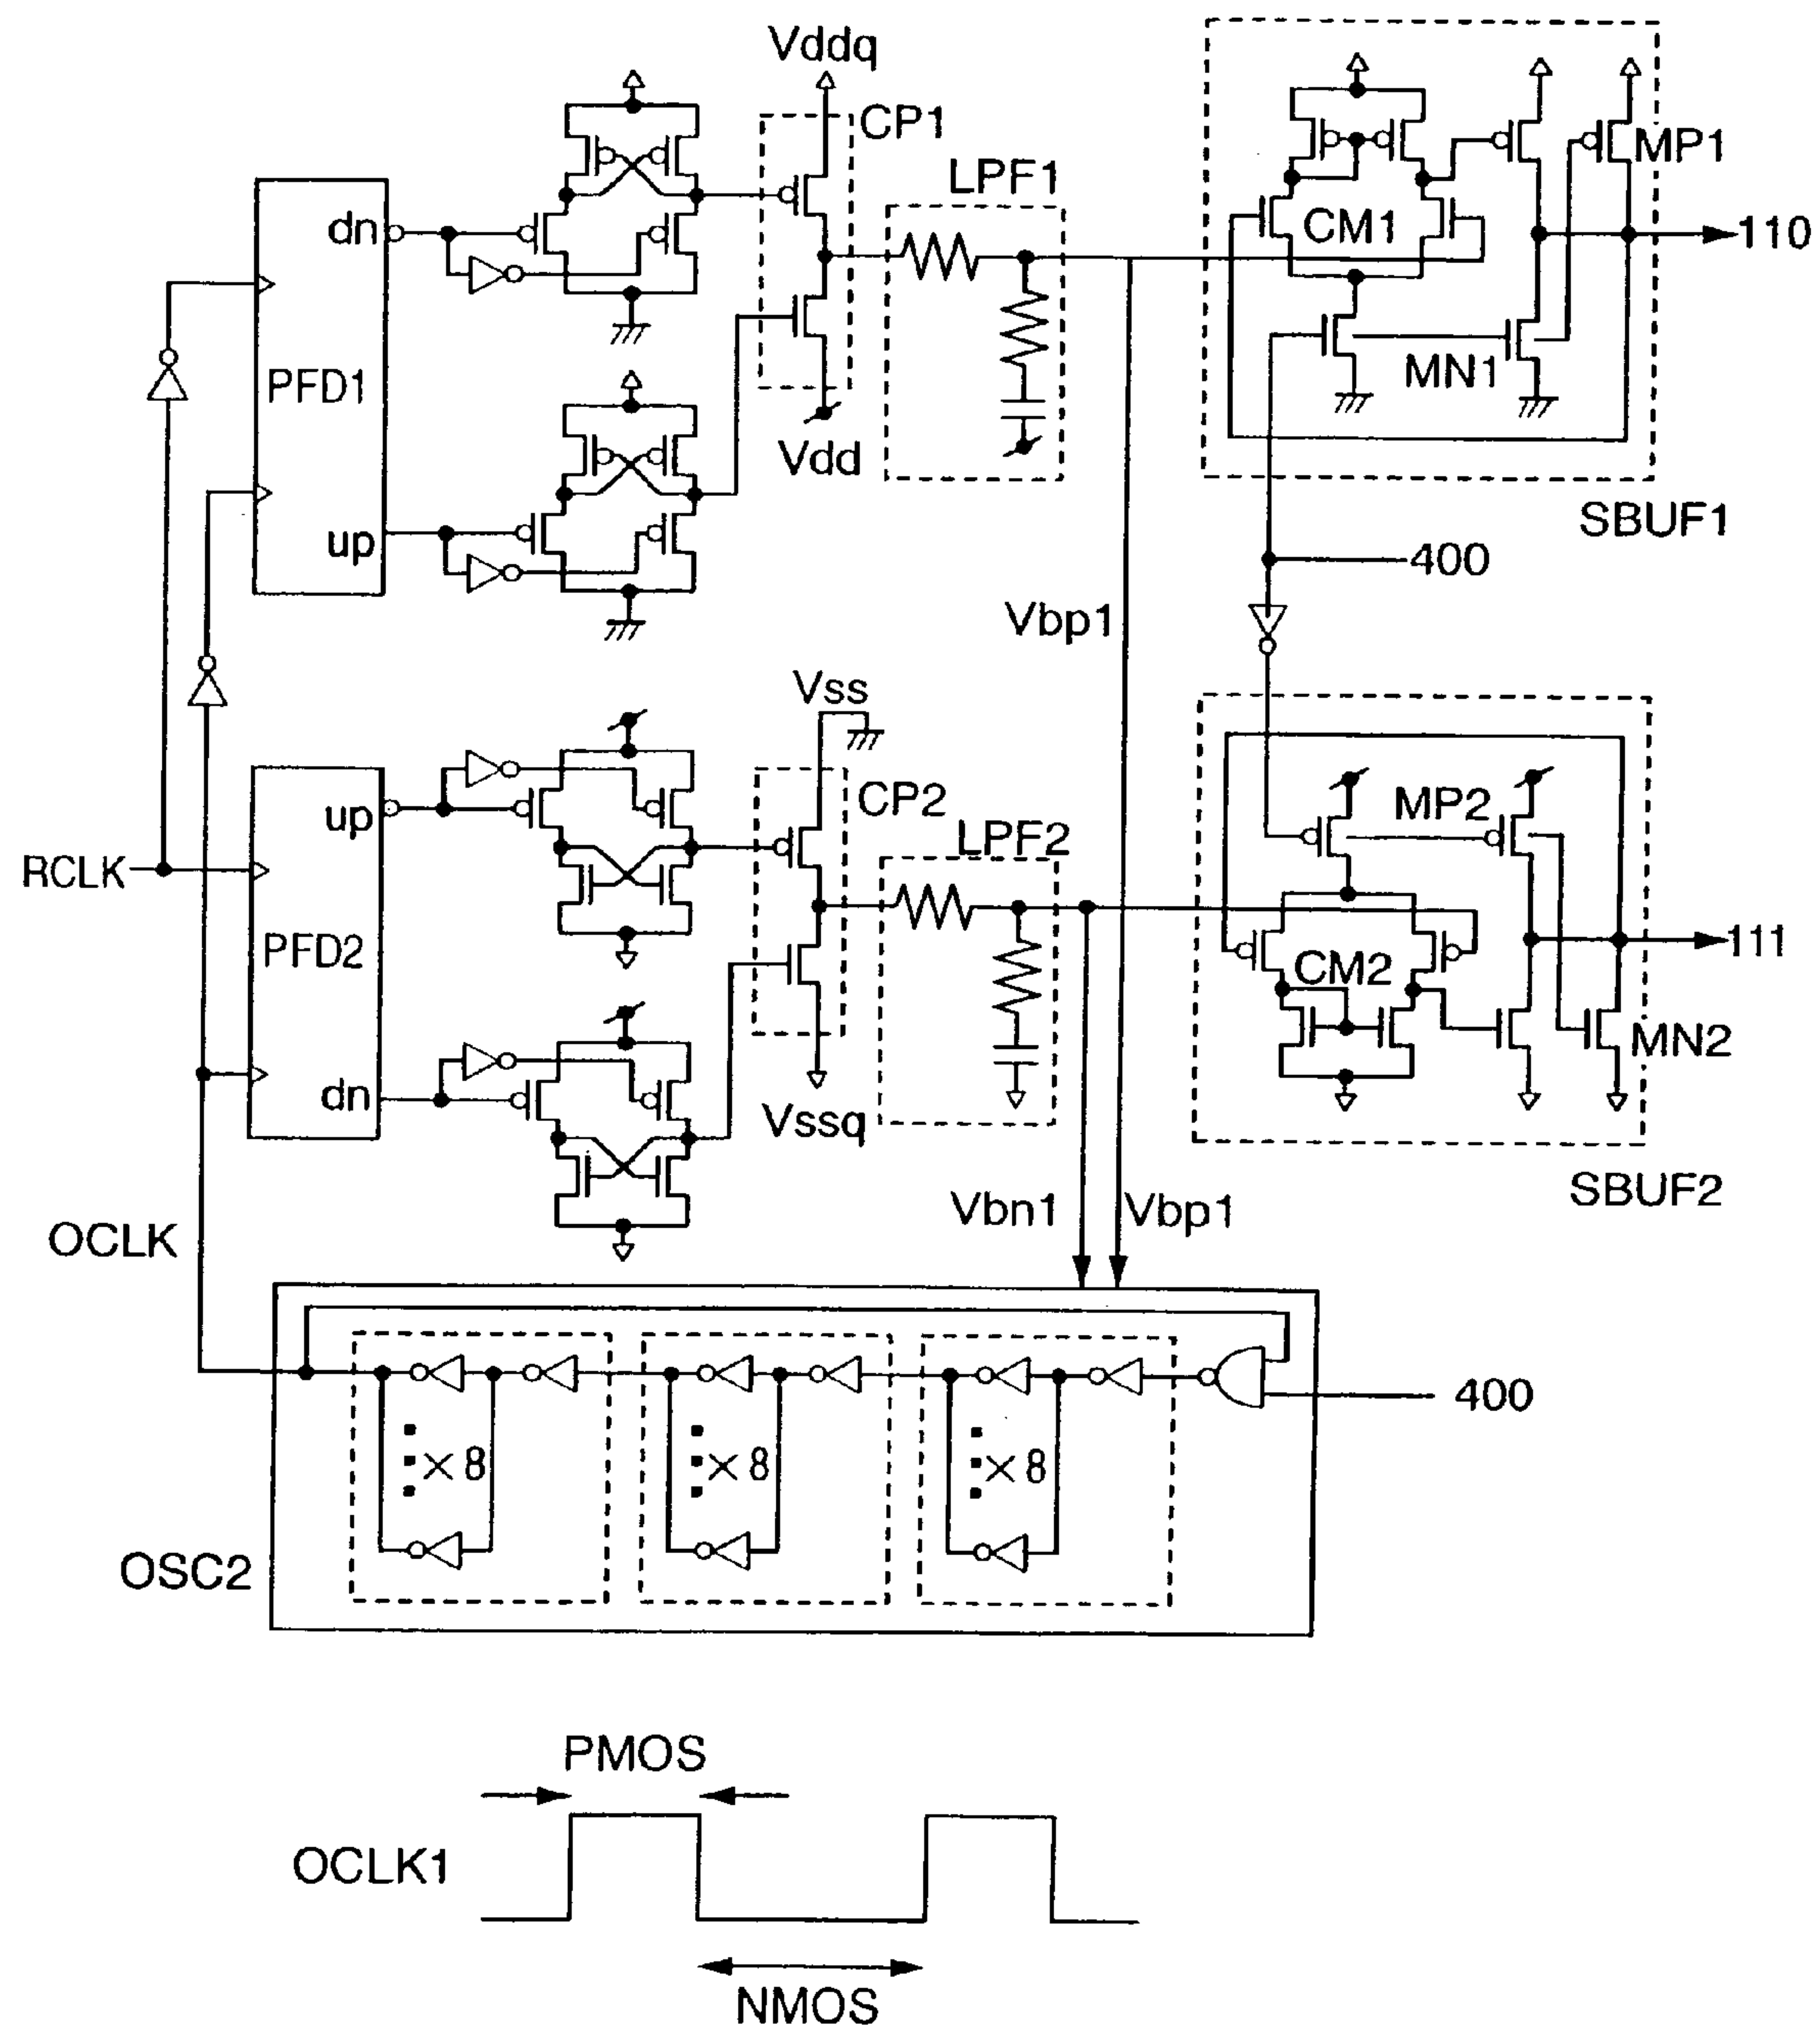 Vddq
CP1
LPF1
MP1
dn
CM1
110
PFD1
MN1
Vdd
up
SBUF1
400
Vbp1
Vss
up
CP2
LPF2
MP2
RCLK
PFD2
CM2
111
MN2
dn
Vssq
SBUF2
Vbn1
Vbp1
OCLK
400
×8
×8
×8
OSC2
PMOS
OCLK1
NMOS